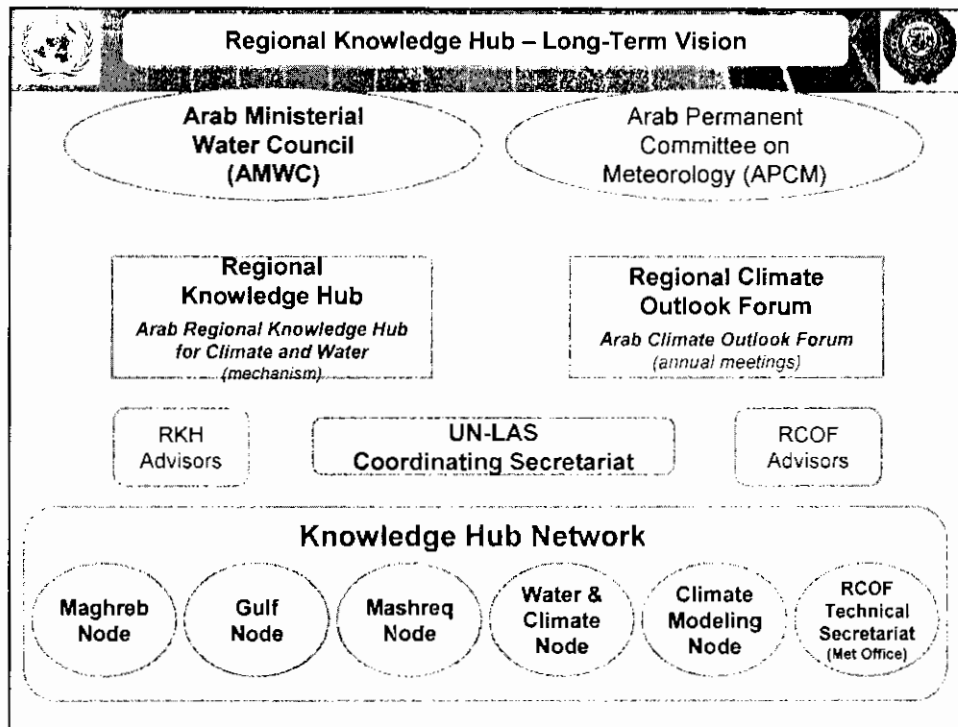 Regional Knowledge Hub – Long-Term Vision
Arab Ministerial
Water Council
(AMWC)
Arab Permanent
Committee on
Meteorology (APCM)
Regional
Knowledge Hub
Arab Regional Knowledge Hub
for Climate and Water
(mechanism)
Regional Climate
Outlook Forum
Arab Climate Outlook Forum
(annual meetings)
RKH
Advisors
UN-LAS
Coordinating Secretariat
RCOF
Advisors
Knowledge Hub Network
Maghreb
Node
Gulf
Node
Mashreq
Node
Water &
Climate
Node
Climate
Modeling
Node
RCOF
Technical
Secretariat
(Met Office)